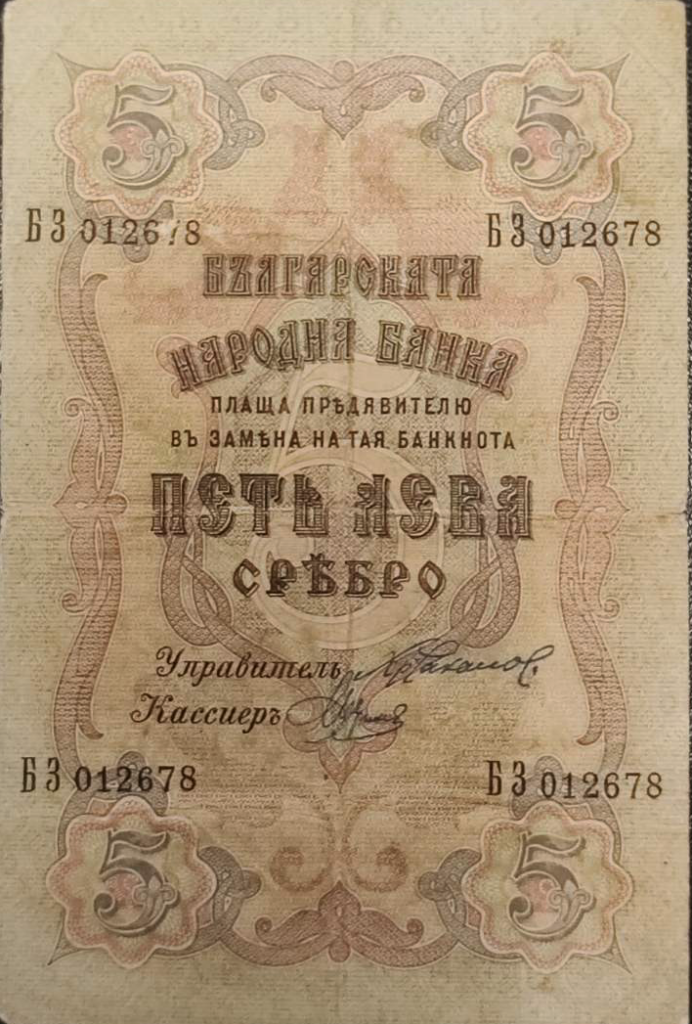 5 5
БЗ 012678 БЗ 012678
БЪЛГАРСКАТА
НАРОДНА БАНКА
ПЛАЩА ПРѢДЯВИТЕЛЮ
ВЪ ЗАМѢНА НА ТАЯ БАНКНОТА
ПЕТЬ ЛЕВА
СРѢБРО
Управитель
Кассиеръ
БЗ 012678 БЗ 012678
5 5